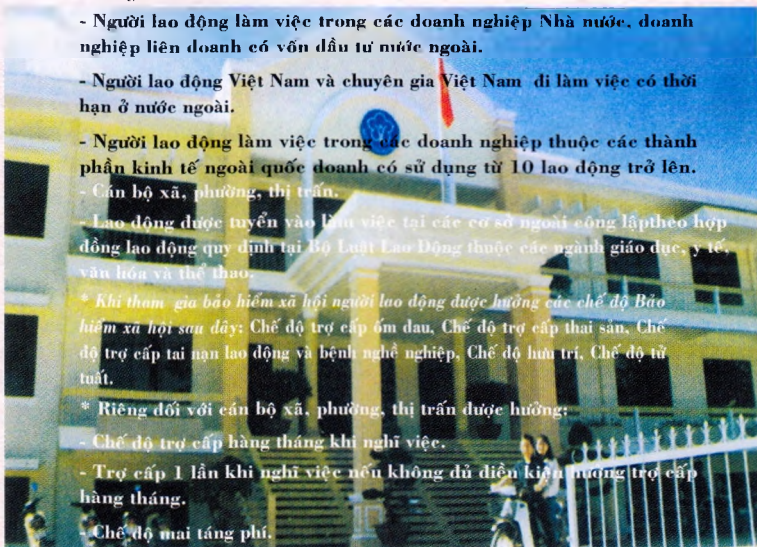 - Người lao động làm việc trong các doanh nghiệp Nhà nước, doanh
nghiệp liên doanh có vốn đầu tư nước ngoài.
- Người lao động Việt Nam và chuyên gia Việt Nam đi làm việc có thời
hạn ở nước ngoài.
- Người lao động làm việc trong các doanh nghiệp thuộc các thành
phần kinh tế ngoài quốc doanh có sử dụng từ 10 lao động trở lên.
- Cán bộ xã, phường, thị trấn.
- Lao động được tuyển vào làm việc tại các cơ sở ngoài công lậptheo hợp
đồng lao động quy định tại Bộ Luật Lao Động thuộc các ngành giáo dục, y tế,
văn hóa và thể thao.
* Khi tham gia bảo hiểm xã hội người lao động được hưởng các chế độ Bảo
hiểm xã hội sau đây: Chế độ trợ cấp ốm đau, Chế độ trợ cấp thai sản, Chế
độ trợ cấp tai nạn lao động và bệnh nghề nghiệp, Chế độ hưu trí, Chế độ tử
tuất.
* Riêng đối với cán bộ xã, phường, thị trấn được hưởng:
- Chế độ trợ cấp hàng tháng khi nghĩ việc.
- Trợ cấp 1 lần khi nghĩ việc nếu không đủ điều kiện hưởng trợ cấp
hàng tháng.
- Chế độ mai táng phí.